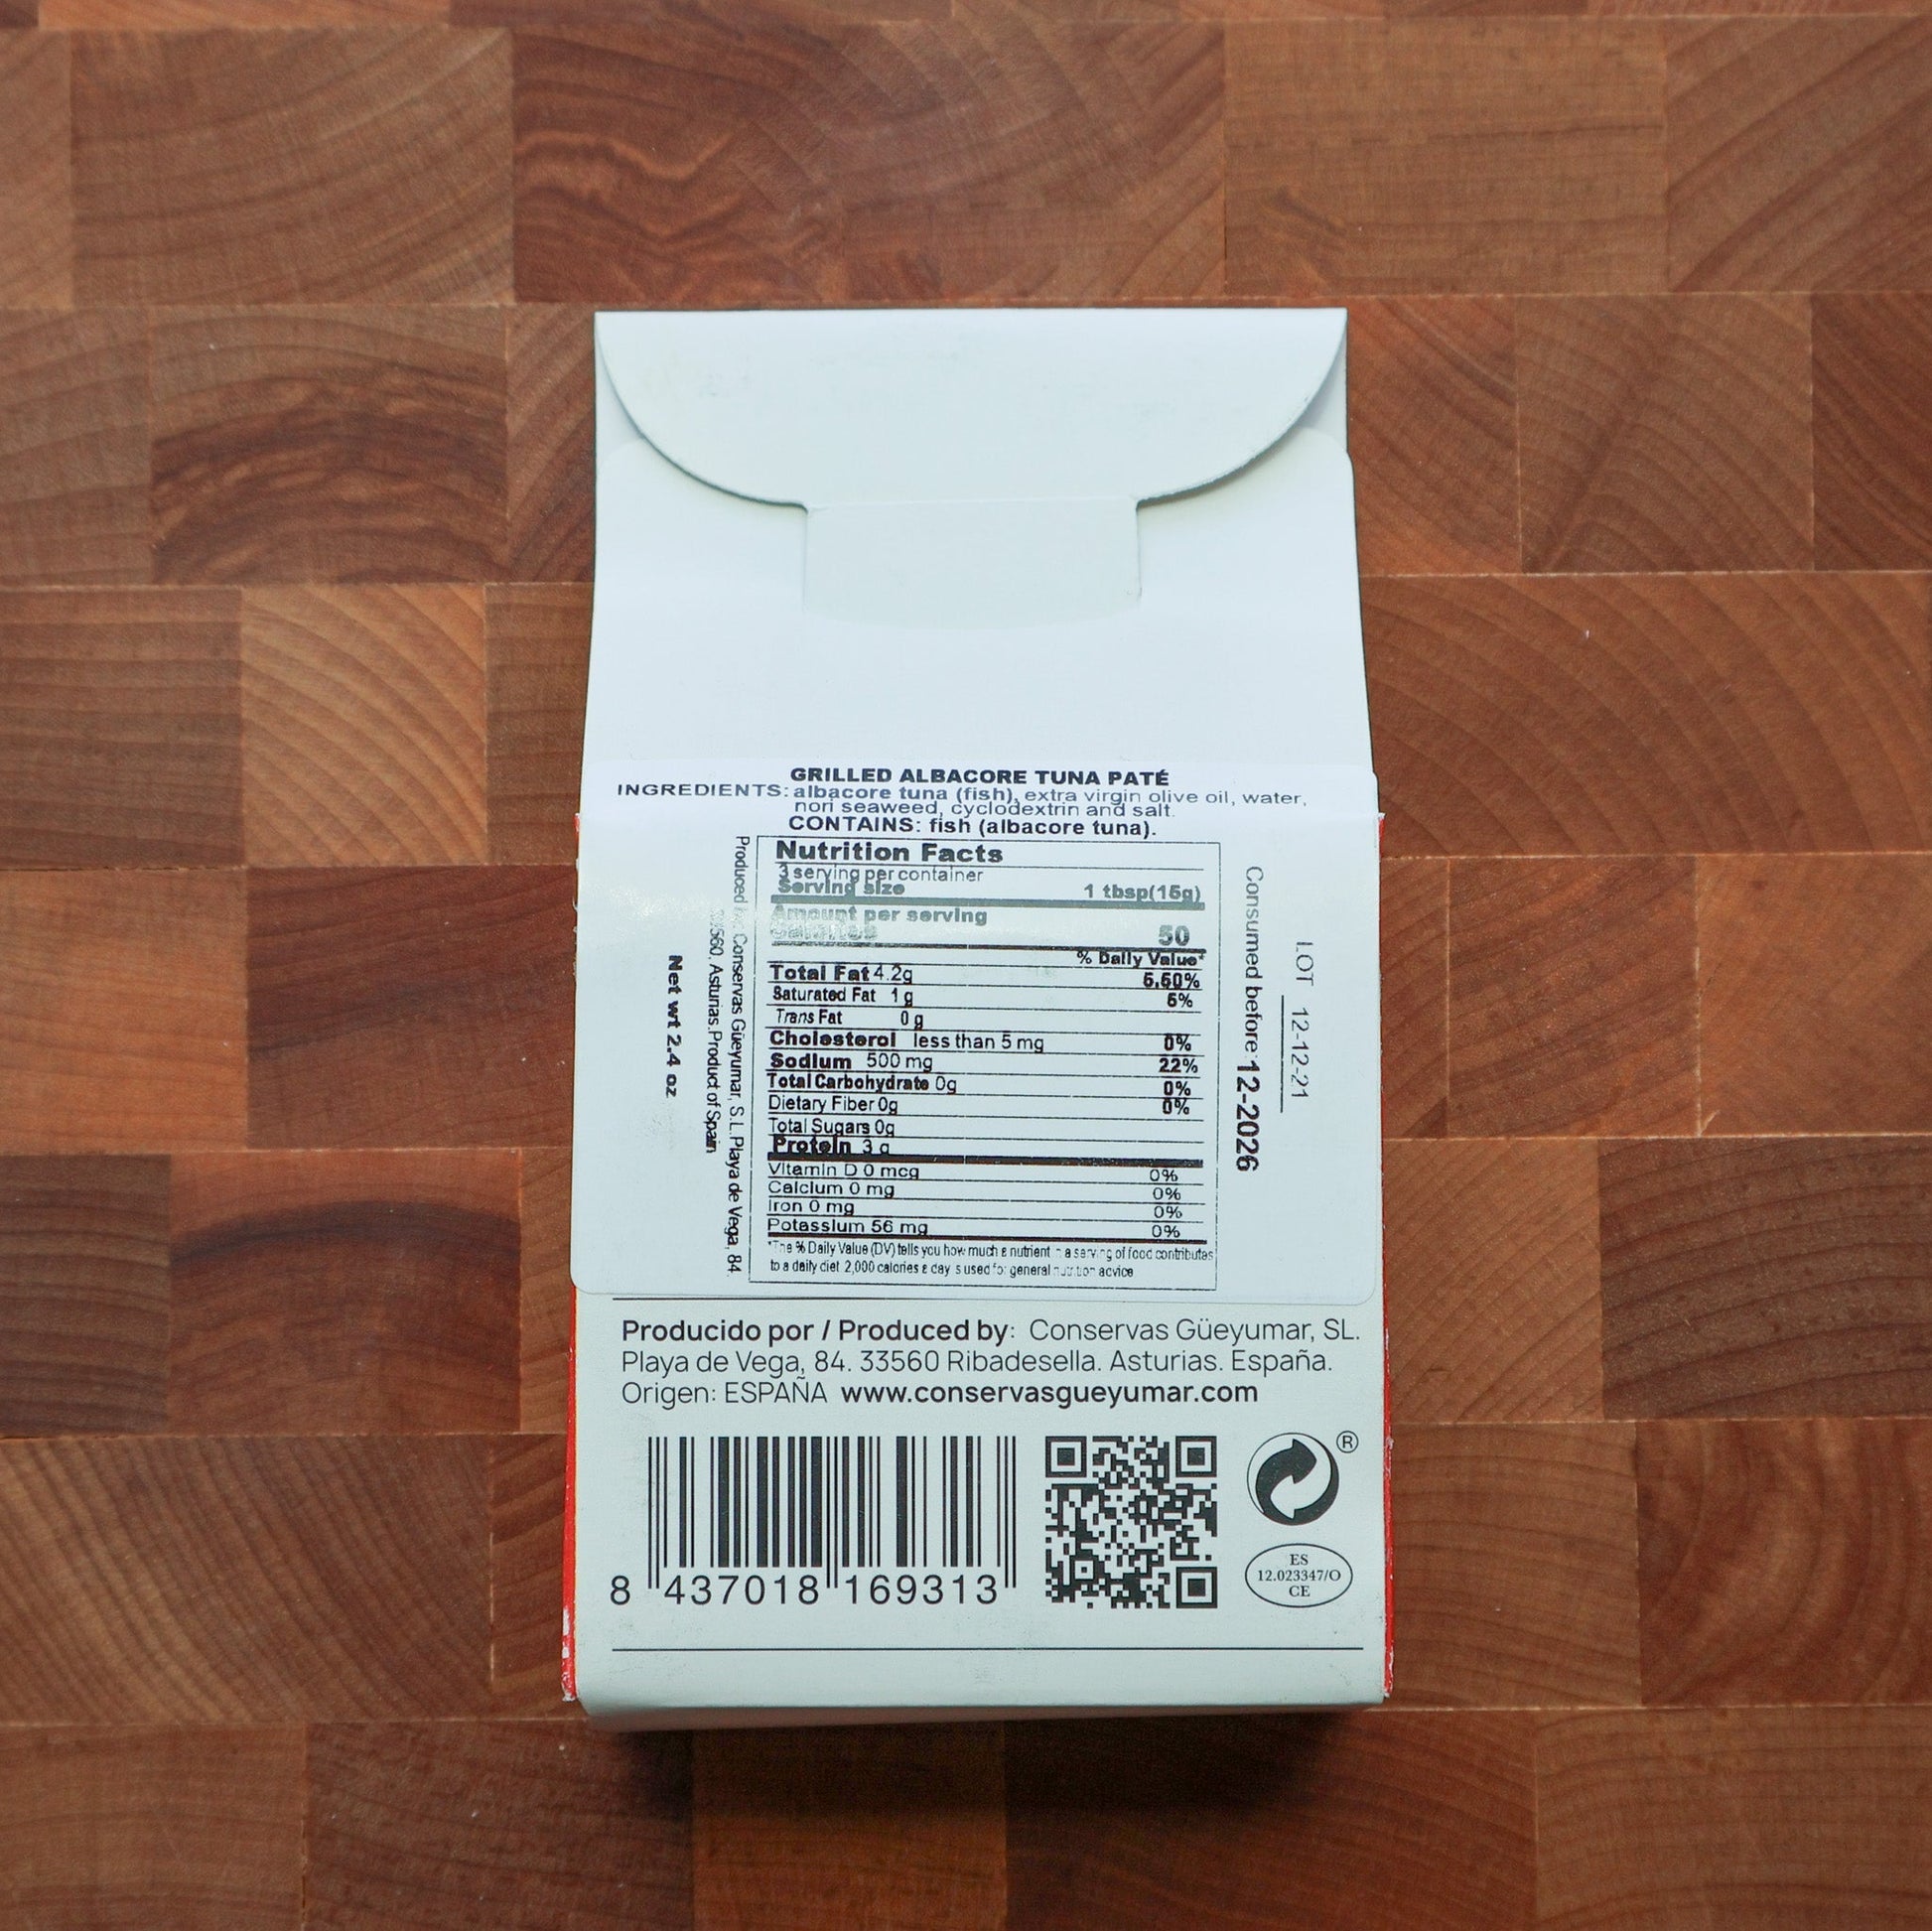 GRILLED ALBACORE TUNA PATÉ
INGREDIENTS: albacore tuna (fish), extra virgin olive oil, water,
nori seaweed, cyclodextrin and salt.
CONTAINS: fish (albacore tuna).
Nutrition Facts
3 serving per container
Serving size 1 tbsp(15g)
Amount per serving
Calories 50
% Daily Value*
Total Fat 4.2g 5,50%
Saturated Fat 1 g 5%
Trans Fat 0 g
Cholesterol less than 5 mg 0%
Sodium 500 mg 22%
Total Carbohydrate 0g 0%
Dietary Fiber 0g 0%
Total Sugars 0g
Protein 3 g
Vitamin D 0 mcg 0%
Calcium 0 mg 0%
Iron 0 mg 0%
Potassium 56 mg 0%
*The % Daily Value (DV) tells you how much a nutrient in a serving of food contributes
to a daily diet 2,000 calories a day is used for general nutrition advice
Produced by Conservas Güeyumar, S.L.Playa de Vega, 84.
33560. Asturias.Product of Spain
Net wt 2.4 oz
LOT 12-12-21
Consumed before 12-2026
Producido por / Produced by: Conservas Güeyumar, SL.
Playa de Vega, 84. 33560 Ribadesella. Asturias. España.
Origen: ESPAÑA www.conservasgueyumar.com
8 437018 169313
®
ES
12.023347/O
CE